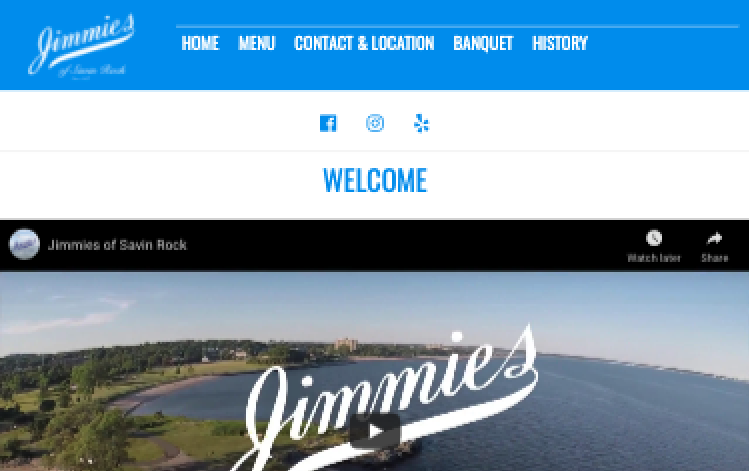 Jimmies
of Savin Rock
HOME MENU CONTACT & LOCATION BANQUET HISTORY
WELCOME
Jimmies of Savin Rock
Watch later Share
Jimmies